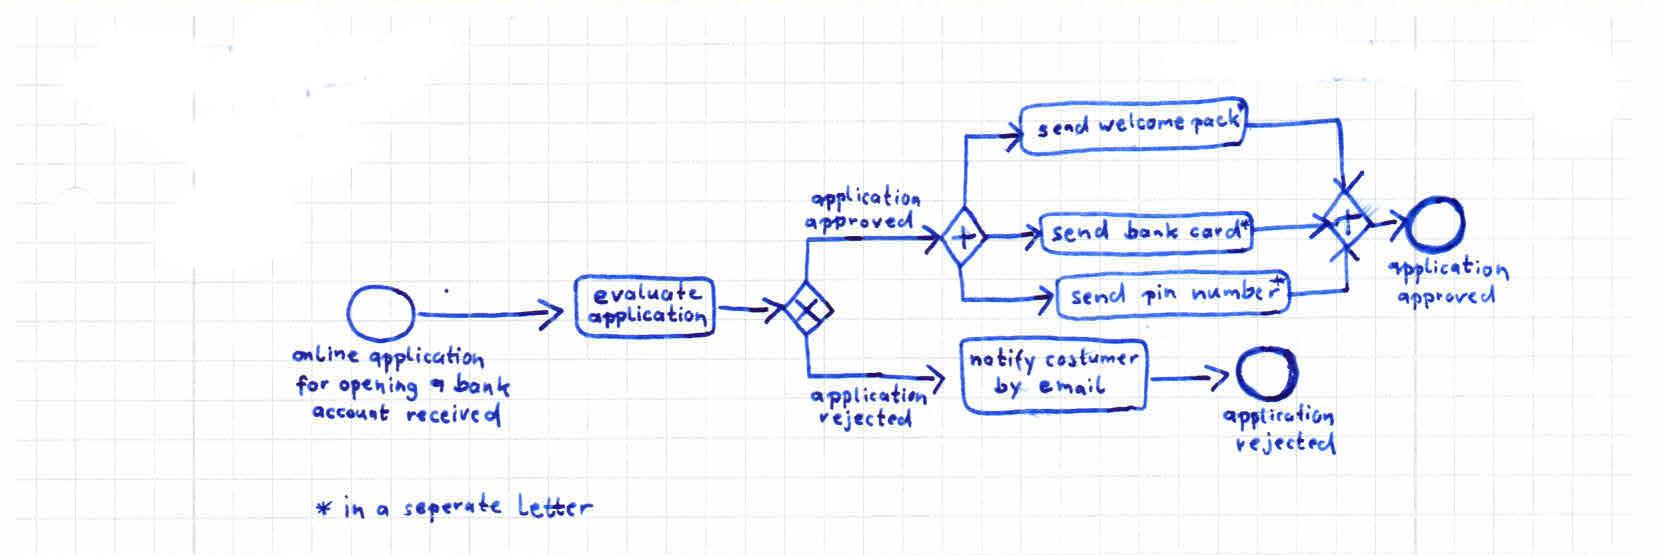 send welcome pack*
application
approved
send bank card*
send pin number*
application
approved
evaluate
application
online application
for opening a bank
account received
application
rejected
notify costumer
by email
application
rejected
* in a seperate letter